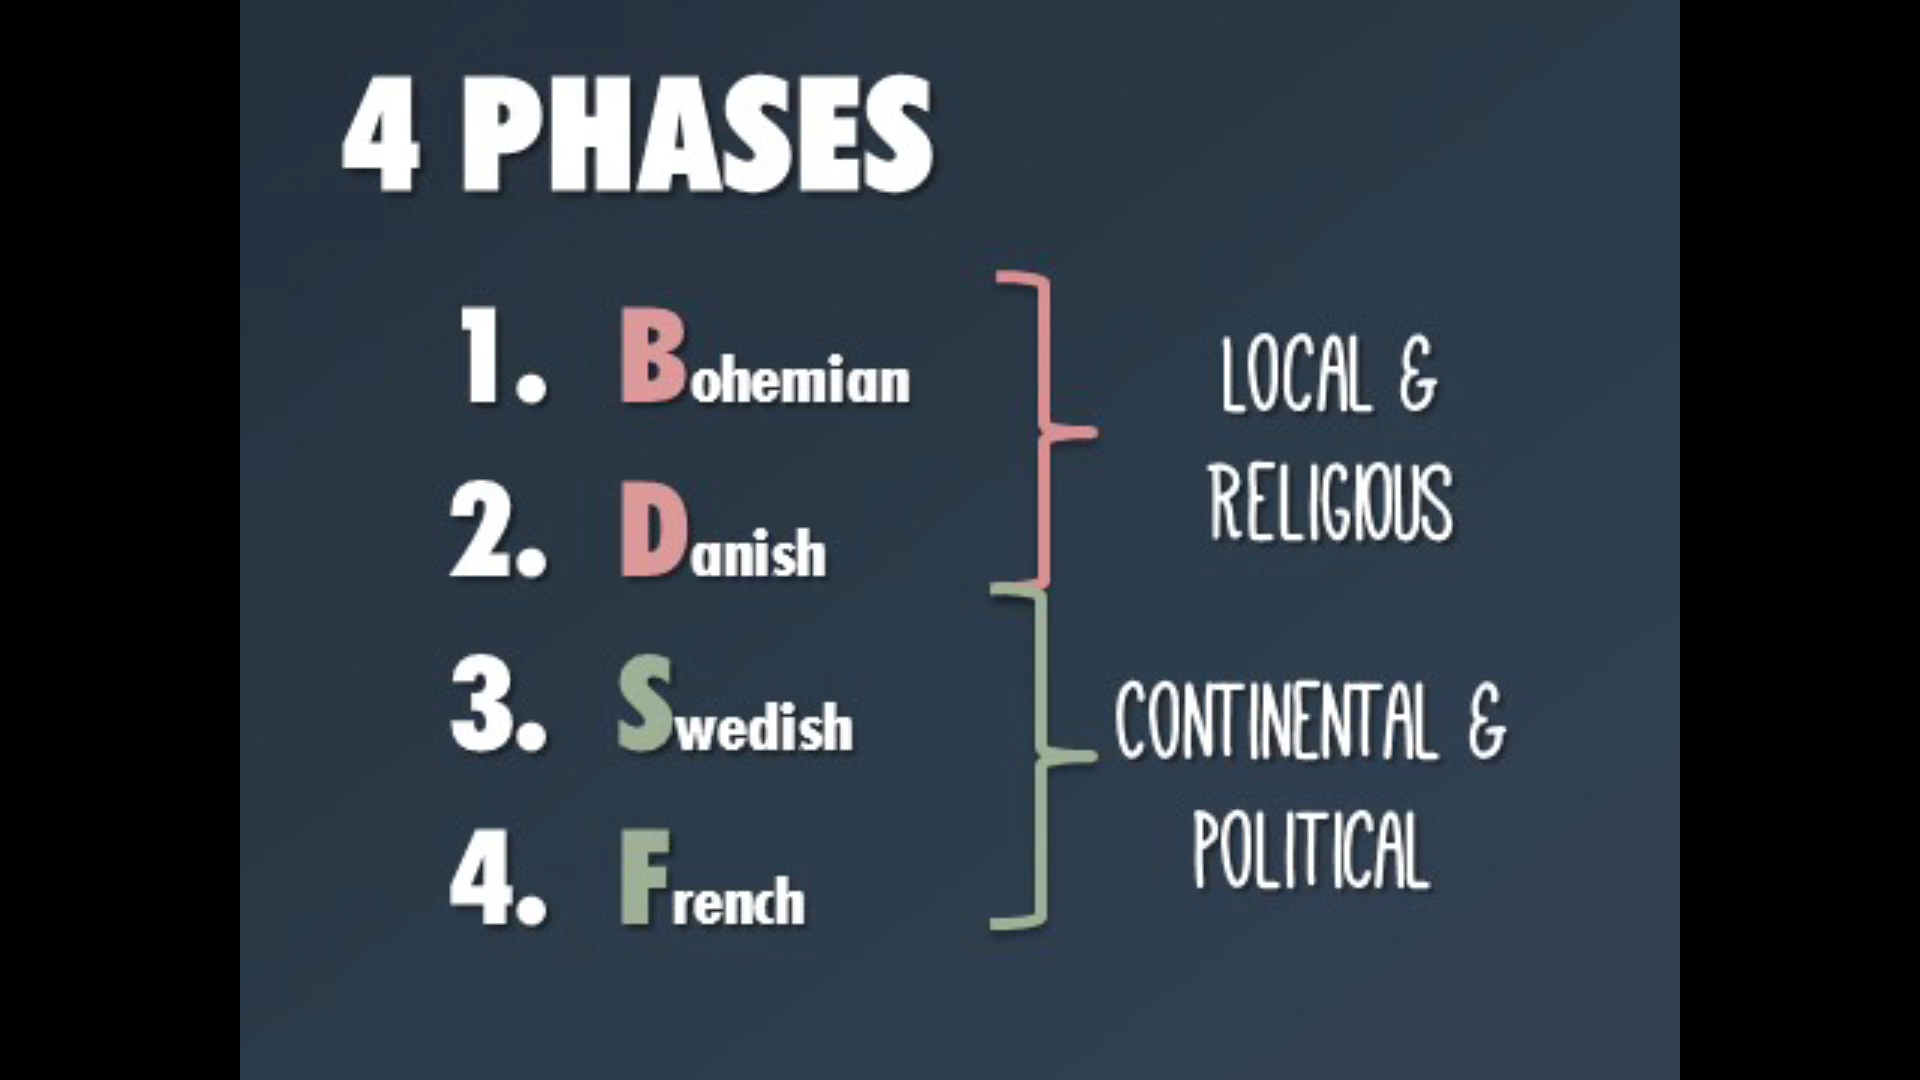 4 PHASES
1. Bohemian
2. Danish
LOCAL &
RELIGIOUS
3. Swedish
4. French
CONTINENTAL &
POLITICAL